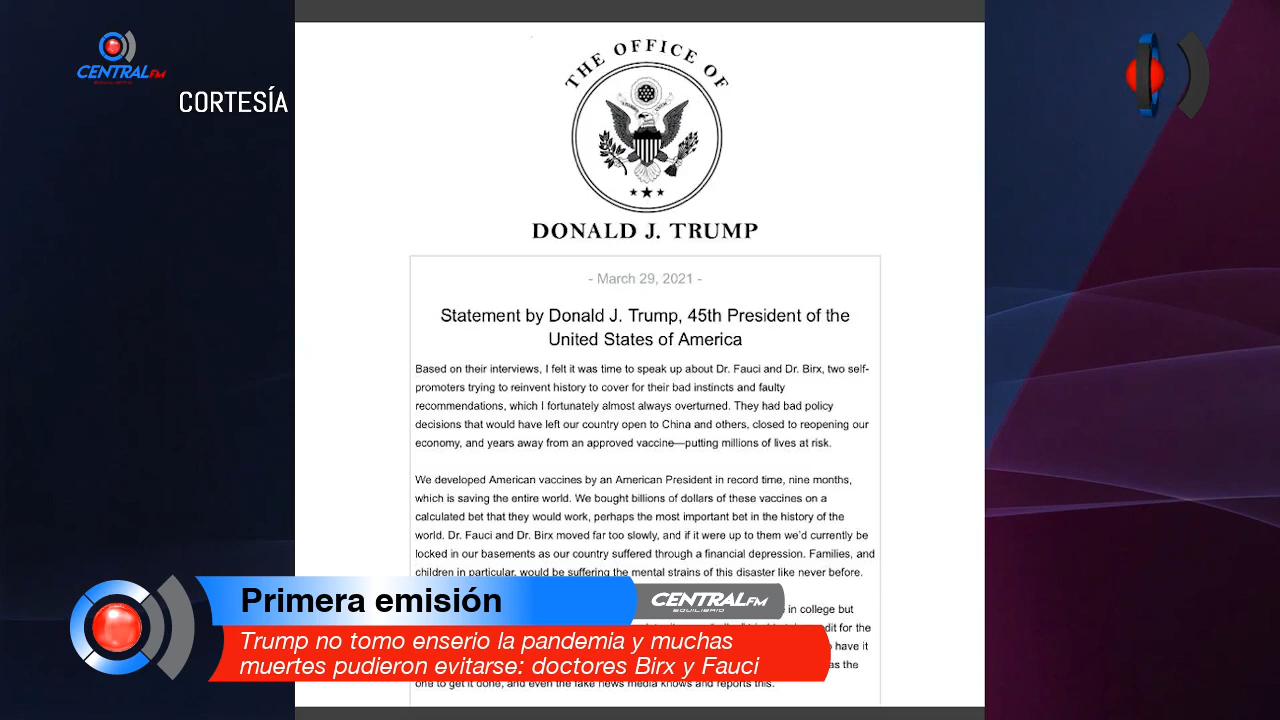 CENTRAL FM
CORTESÍA
THE OFFICE OF
DONALD J. TRUMP
- March 29, 2021 -
Statement by Donald J. Trump, 45th President of the
United States of America
Based on their interviews, I felt it was time to speak up about Dr. Fauci and Dr. Birx, two self-
promoters trying to reinvent history to cover for their bad instincts and faulty
recommendations, which I fortunately almost always overturned. They had bad policy
decisions that would have left our country open to China and others, closed to reopening our
economy, and years away from an approved vaccine—putting millions of lives at risk.
We developed American vaccines by an American President in record time, nine months,
which is saving the entire world. We bought billions of dollars of these vaccines on a
calculated bet that they would work, perhaps the most important bet in the history of the
world. Dr. Fauci and Dr. Birx moved far too slowly, and if it were up to them we'd currently be
locked in our basements as our country suffered through a financial depression. Families, and
children in particular, would be suffering the mental strains of this disaster like never before.
in college but
for the
have it
as the
one to get it done, and even the fake news media knows and reports this.
Primera emisión
CENTRAL FM
EQUILIBRIO
Trump no tomo enserio la pandemia y muchas
muertes pudieron evitarse: doctores Birx y Fauci